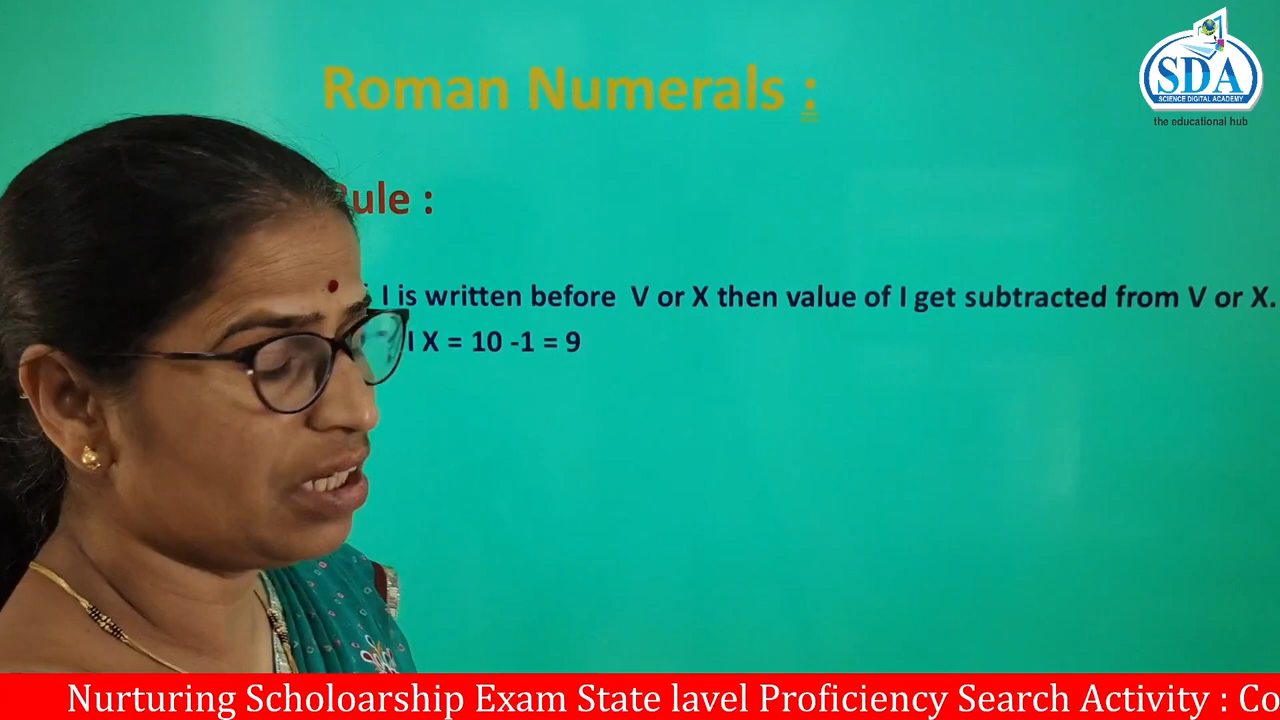 Roman Numerals :
SDA
SCIENCE DIGITAL ACADEMY
the educational hub
ule :
I is written before V or X then value of I get subtracted from V or X.
I X = 10 -1 = 9
Nurturing Scholoarship Exam State lavel Proficiency Search Activity : Co